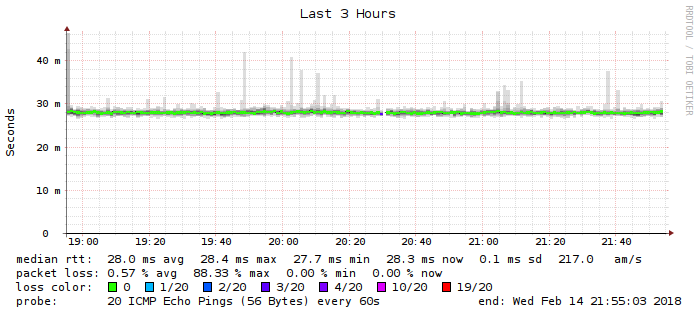 Last 3 Hours
RRDTOOL / TOBI OETIKER
Seconds
40 m
30 m
20 m
10 m
0
19:00 19:20 19:40 20:00 20:20 20:40 21:00 21:20 21:40
median rtt: 28.0 ms avg 28.4 ms max 27.7 ms min 28.3 ms now 0.1 ms sd 217.0 am/s
packet loss: 0.57 % avg 88.33 % max 0.00 % min 0.00 % now
loss color: 0 1/20 2/20 3/20 4/20 10/20 19/20
probe: 20 ICMP Echo Pings (56 Bytes) every 60s end: Wed Feb 14 21:55:03 2018